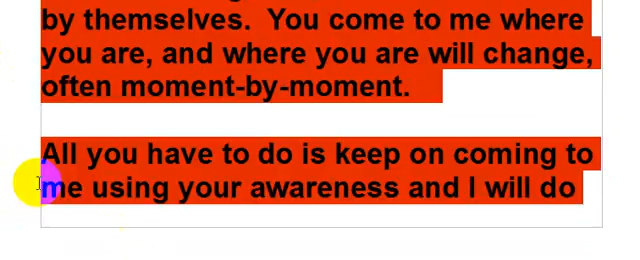 by themselves.  You come to me where
you are, and where you are will change,
often moment-by-moment.
All you have to do is keep on coming to
me using your awareness and I will do